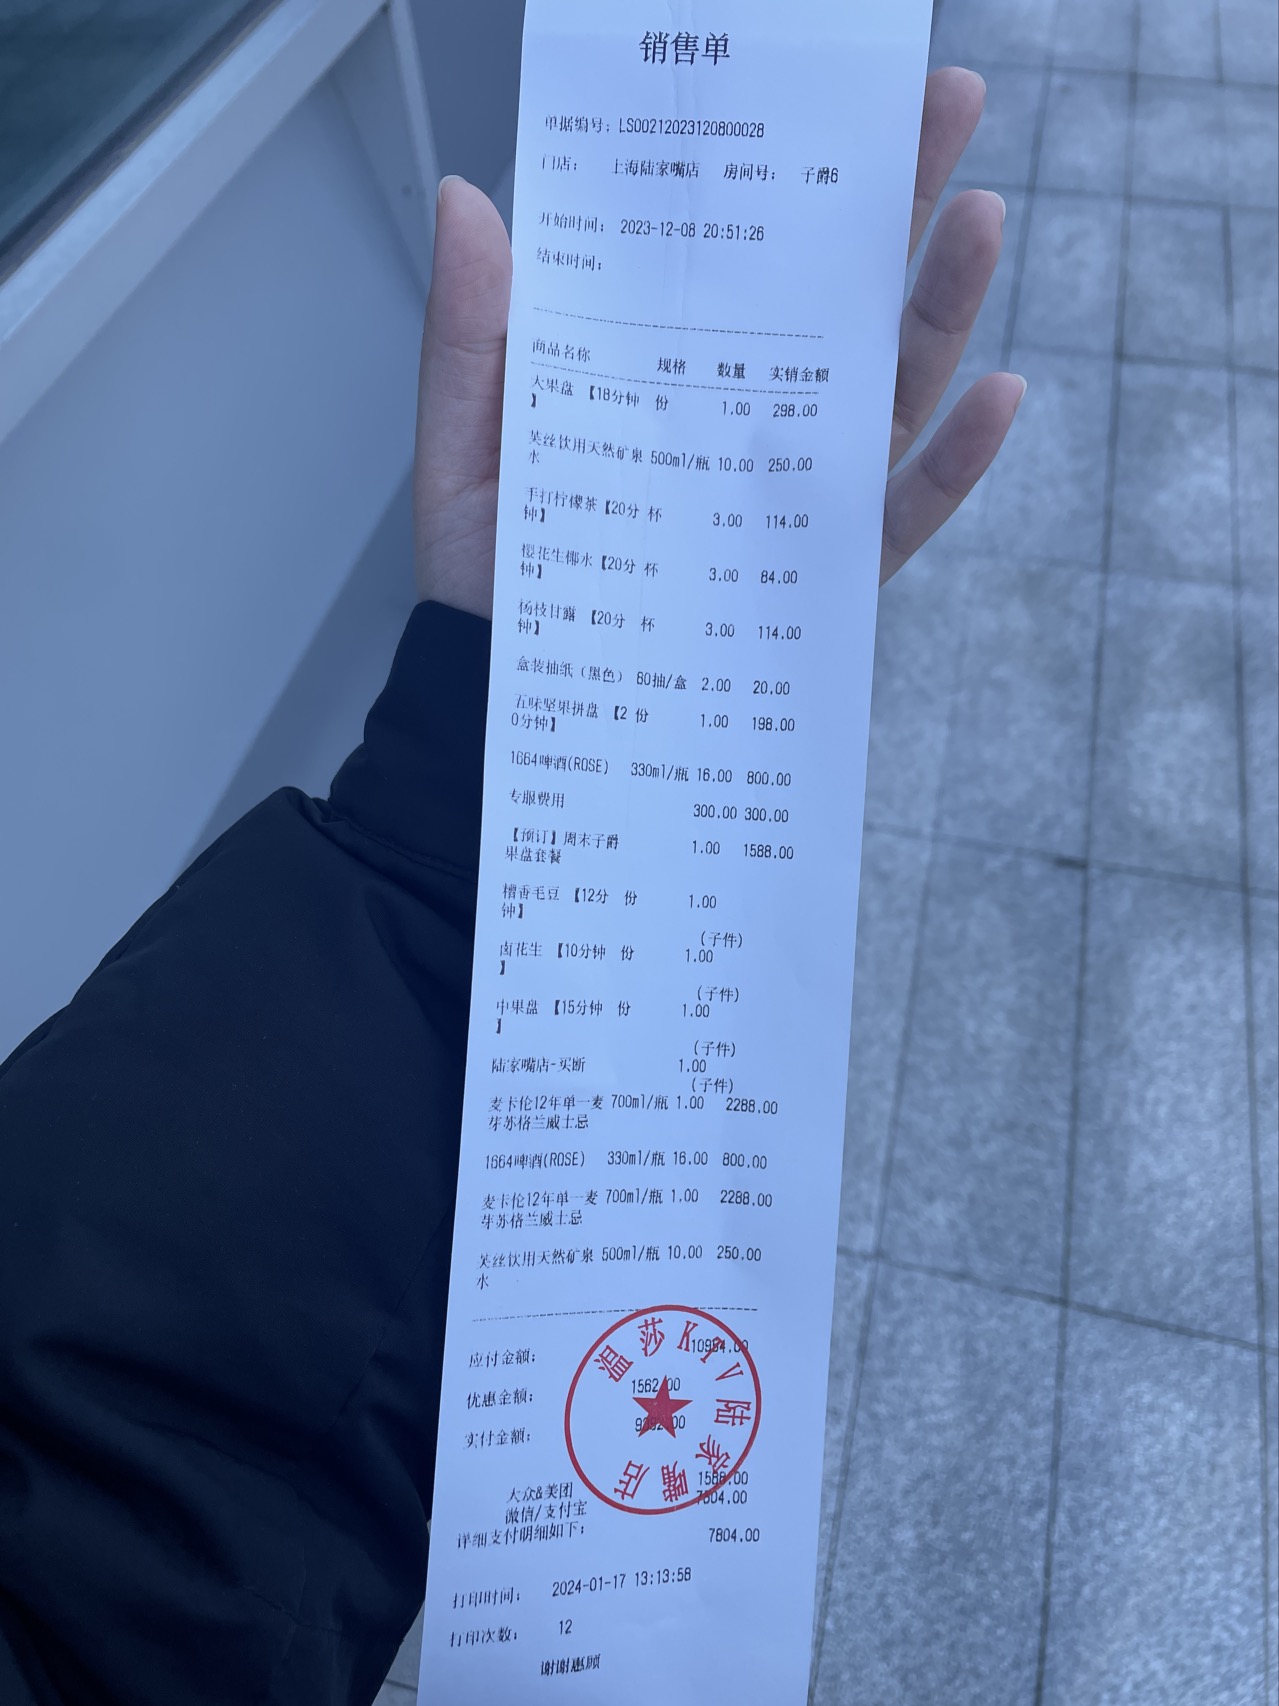 销售单
单据编号: LS00212023120800028
门店: 上海陆家嘴店 房间号: 子爵6
开始时间: 2023-12-08 20:51:26
结束时间:
商品名称 规格 数量 实销金额
大果盘 【18分钟 份 1.00 298.00
】
芙丝饮用天然矿泉 500ml/瓶 10.00 250.00
水
手打柠檬茶【20分 杯 3.00 114.00
钟】
樱花生椰水【20分 杯 3.00 84.00
钟】
杨枝甘露 【20分 杯 3.00 114.00
钟】
盒装抽纸（黑色） 80抽/盒 2.00 20.00
五味坚果拼盘 【2 份 1.00 198.00
0分钟】
1664啤酒(ROSE) 330ml/瓶 16.00 800.00
专服费用 300.00 300.00
【预订】周末子爵 1.00 1588.00
果盘套餐
糟香毛豆 【12分 份 1.00
钟】
(子件)
卤花生 【10分钟 份 1.00
】
(子件)
中果盘 【15分钟 份 1.00
】
(子件)
陆家嘴店-买断 1.00
(子件)
麦卡伦12年单一麦 700ml/瓶 1.00 2288.00
芽苏格兰威士忌
1664啤酒(ROSE) 330ml/瓶 16.00 800.00
麦卡伦12年单一麦 700ml/瓶 1.00 2288.00
芽苏格兰威士忌
芙丝饮用天然矿泉 500ml/瓶 10.00 250.00
水
温莎KTV陆家嘴店
应付金额: 10954.00
优惠金额: 1562.00
实付金额: 9392.00
大众&美团 1588.00
微信/支付宝 7804.00
详细支付明细如下: 7804.00
打印时间: 2024-01-17 13:13:58
打印次数: 12
谢谢惠顾